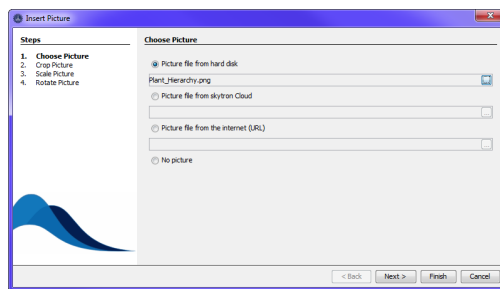 Insert Picture
Steps
1. Choose Picture
2. Crop Picture
3. Scale Picture
4. Rotate Picture
Choose Picture
Picture file from hard disk
Plant_Hierarchy.png
Picture file from skytron Cloud
...
Picture file from the internet (URL)
...
No picture
< Back
Next >
Finish
Cancel